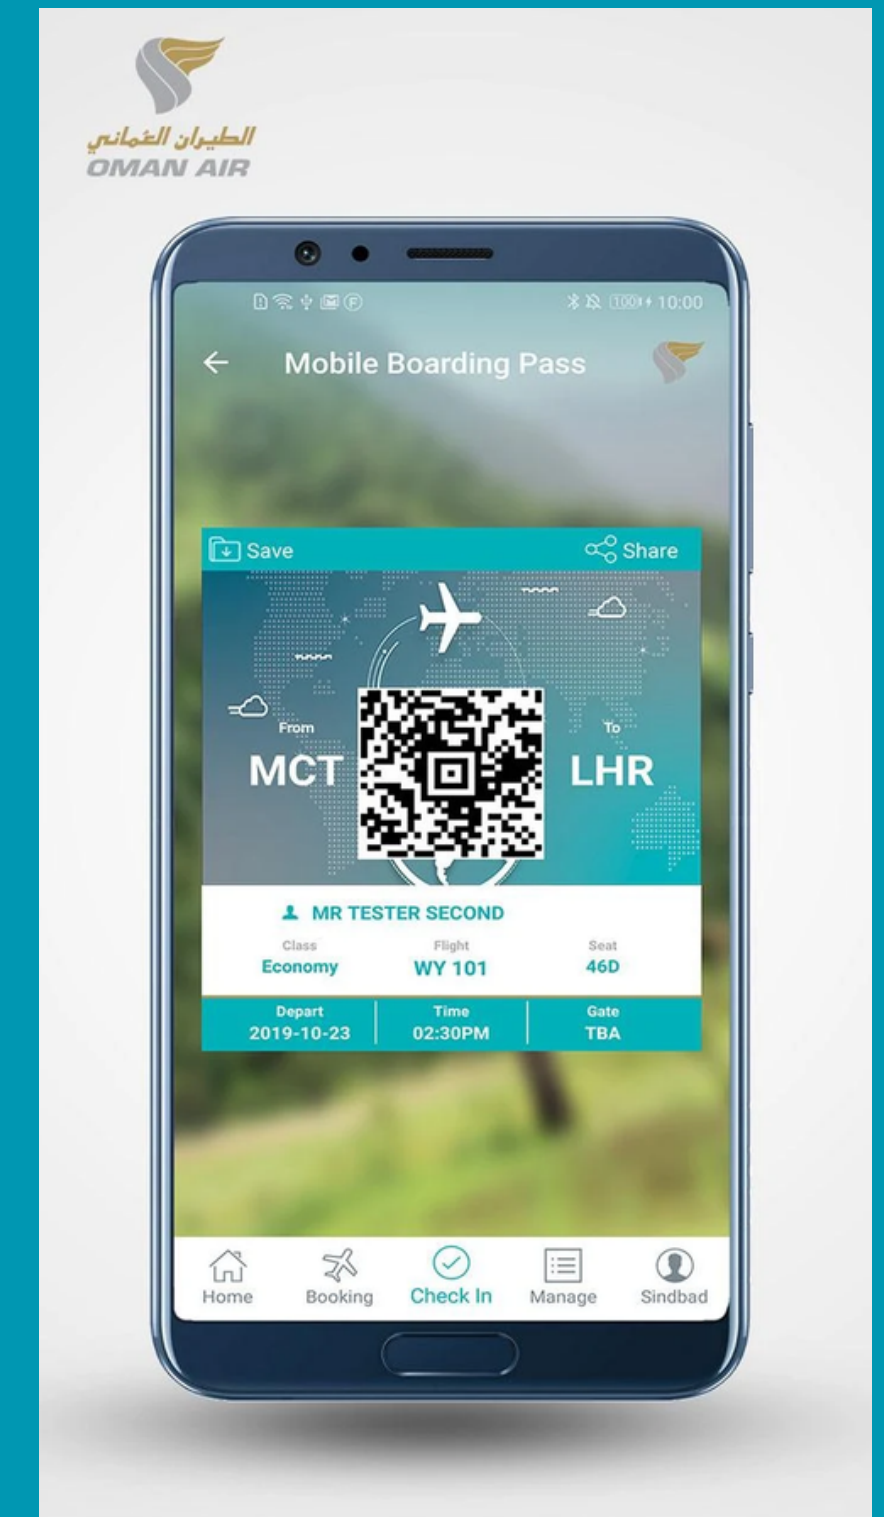 الطيران العُماني
OMAN AIR
100 10:00
Mobile Boarding Pass
Save Share
From To
MCT LHR
MR TESTER SECOND
Class Flight Seat
Economy WY 101 46D
Depart Time Gate
2019-10-23 02:30PM TBA
Home Booking Check In Manage Sindbad